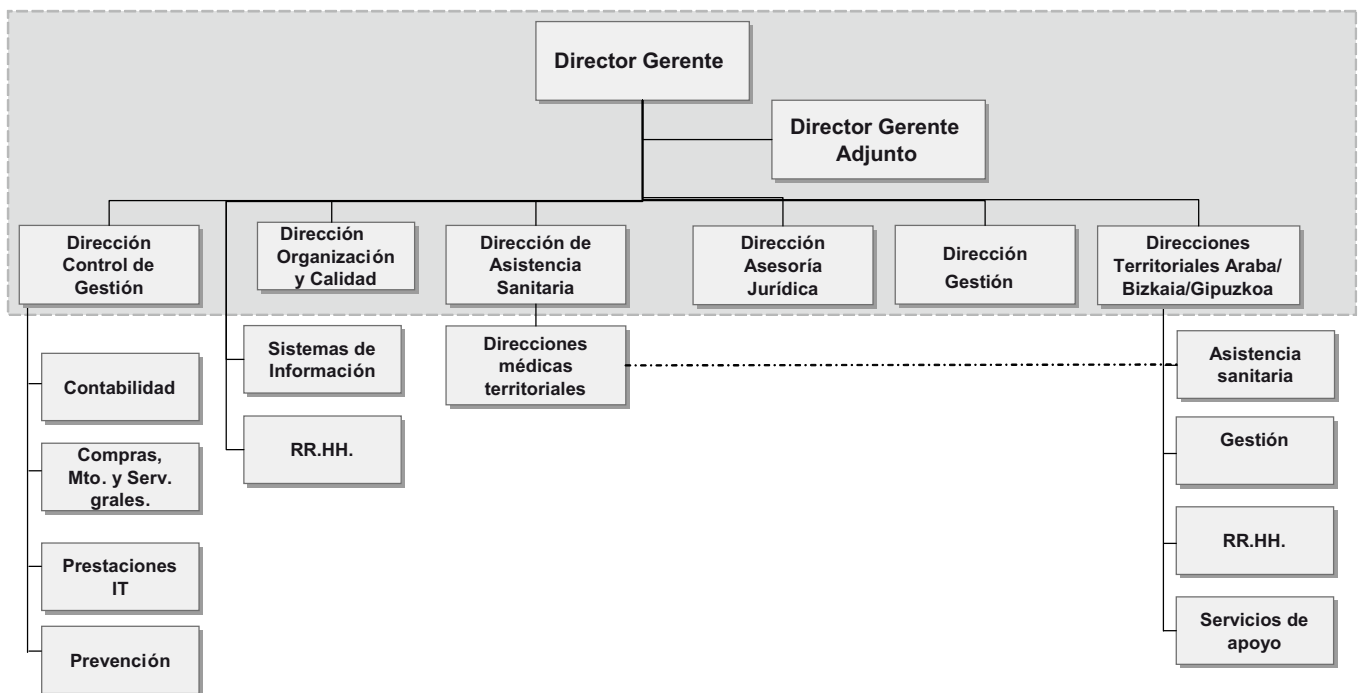 Director Gerente
Director Gerente
Adjunto
Dirección
Control de
Gestión
Dirección
Organización
y Calidad
Dirección de
Asistencia
Sanitaria
Dirección
Asesoría
Jurídica
Dirección
Gestión
Direcciones
Territoriales Araba/
Bizkaia/Gipuzkoa
Contabilidad
Compras,
Mto. y Serv.
grales.
Prestaciones
IT
Prevención
Sistemas de
Información
RR.HH.
Direcciones
médicas
territoriales
Asistencia
sanitaria
Gestión
RR.HH.
Servicios de
apoyo